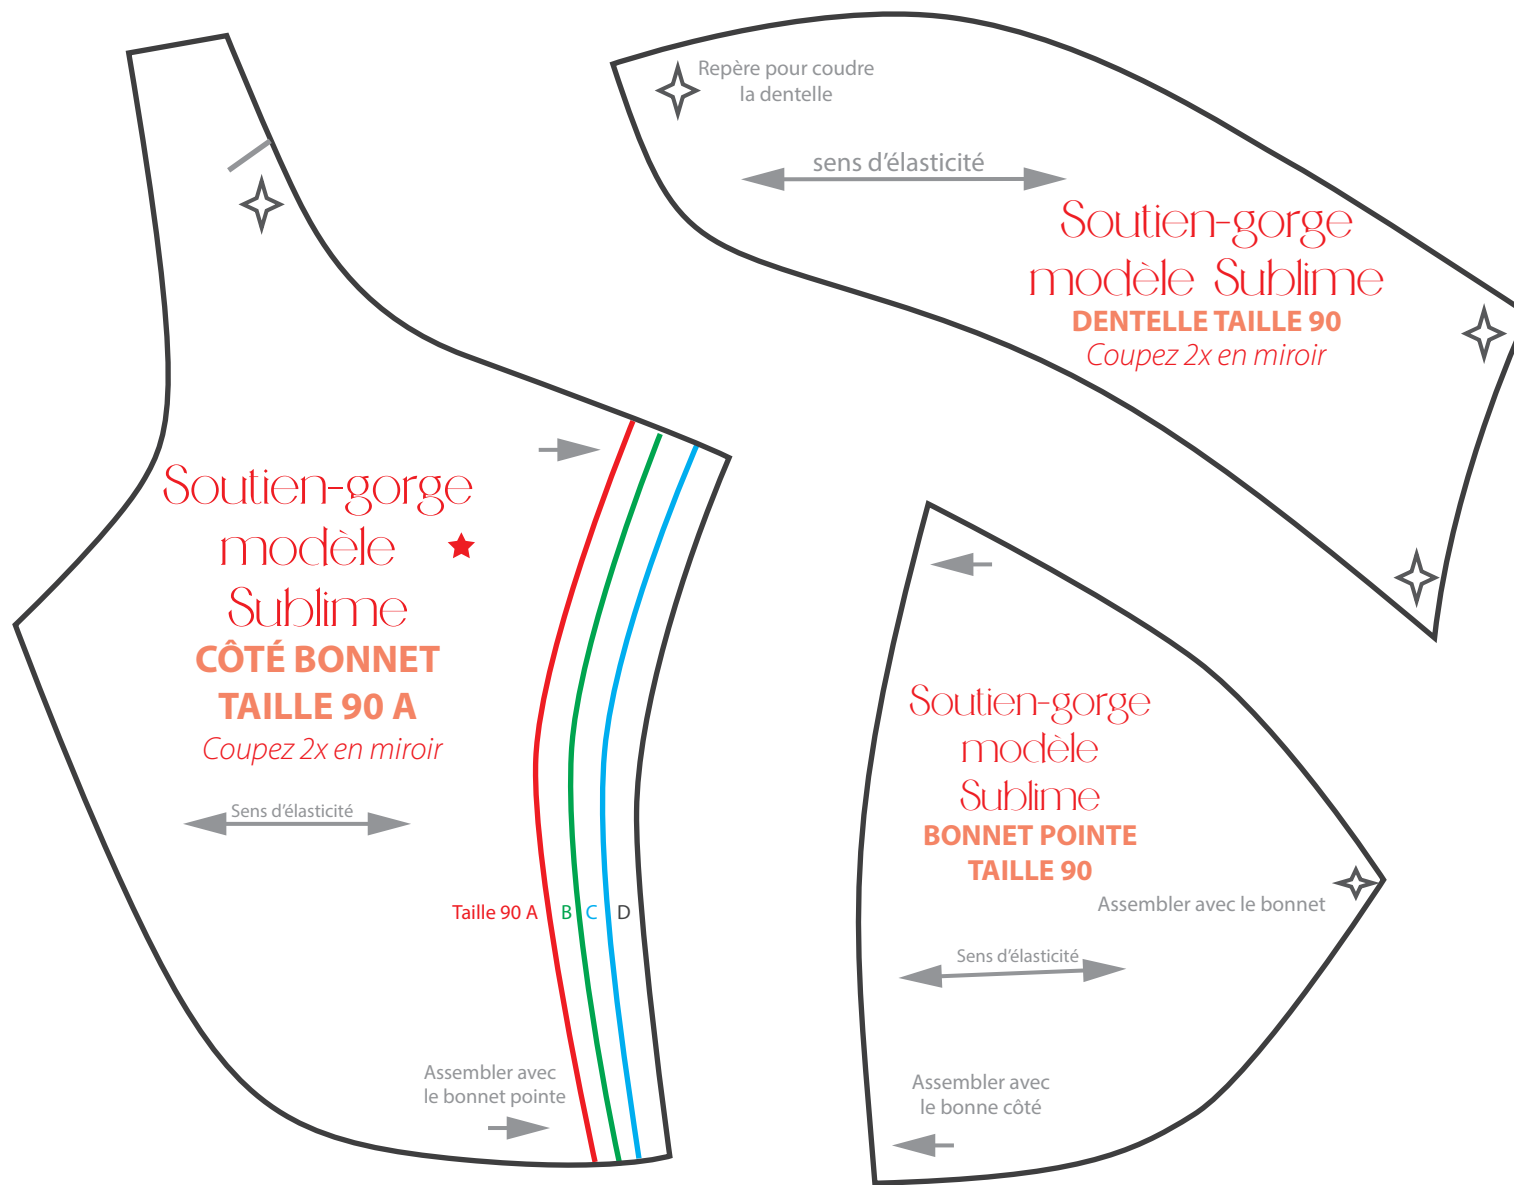 Repère pour coudre
la dentelle
sens d'élasticité
Soutien-gorge
modèle Sublime
DENTELLE TAILLE 90
Coupez 2x en miroir
Soutien-gorge
modèle
Sublime
CÔTÉ BONNET
TAILLE 90 A
Coupez 2x en miroir
Sens d'élasticité
Taille 90 A B C D
Assembler avec
le bonnet pointe
Soutien-gorge
modèle
Sublime
BONNET POINTE
TAILLE 90
Assembler avec le bonnet
Sens d'élasticité
Assembler avec
le bonne côté